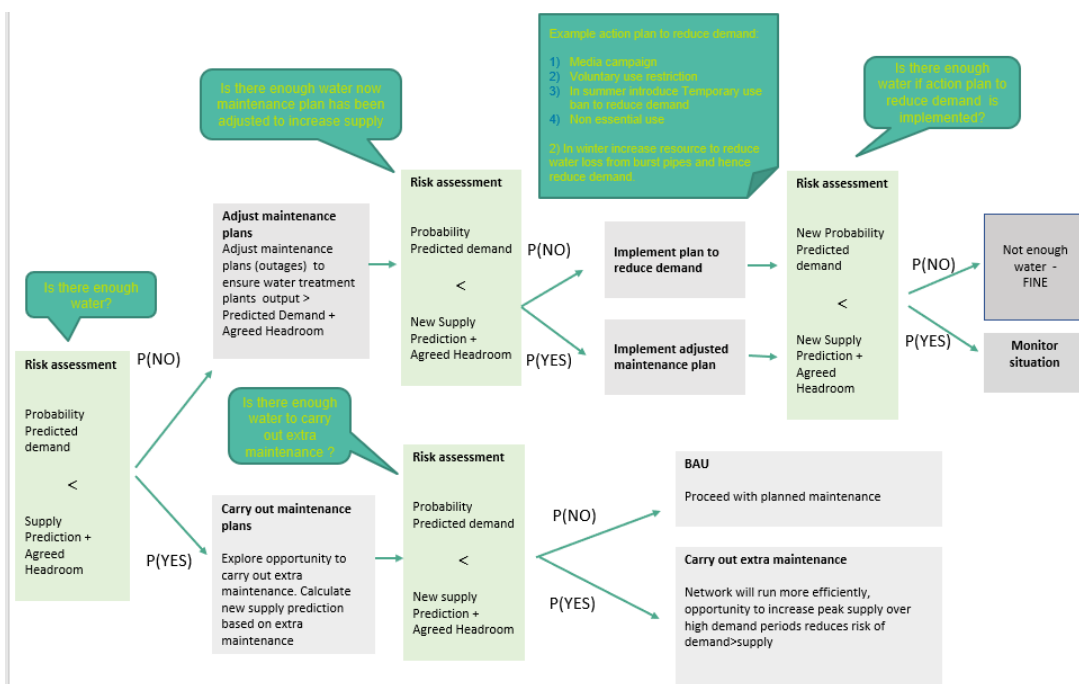 Is there enough
water?
Risk assessment
Probability
Predicted
demand
<
Supply
Prediction +
Agreed
Headroom
P(NO)
P(YES)
Adjust maintenance
plans
Adjust maintenance
plans (outages) to
ensure water treatment
plants output >
Predicted Demand +
Agreed Headroom
Carry out maintenance
plans
Explore opportunity to
carry out extra
maintenance. Calculate
new supply prediction
based on extra
maintenance
Is there enough water now
maintenance plan has been
adjusted to increase supply
Risk assessment
Probability
Predicted demand
<
New Supply
Prediction +
Agreed Headroom
P(NO)
P(YES)
Example action plan to reduce demand:
1) Media campaign
2) Voluntary use restriction
3) In summer introduce Temporary use
ban to reduce demand
4) Non essential use
2) In winter increase resource to reduce
water loss from burst pipes and hence
reduce demand.
Implement plan to
reduce demand
Implement adjusted
maintenance plan
Is there enough
water if action plan to
reduce demand is
implemented?
Risk assessment
New Probability
Predicted
demand
<
New Supply
Prediction +
Agreed
Headroom
P(NO)
P(YES)
Not enough
water -
FINE
Monitor
situation
Is there enough
water to carry
out extra
maintenance ?
Risk assessment
Probability
Predicted demand
<
New supply
Prediction +
Agreed Headroom
P(NO)
P(YES)
BAU
Proceed with planned maintenance
Carry out extra maintenance
Network will run more efficiently,
opportunity to increase peak supply over
high demand periods reduces risk of
demand>supply